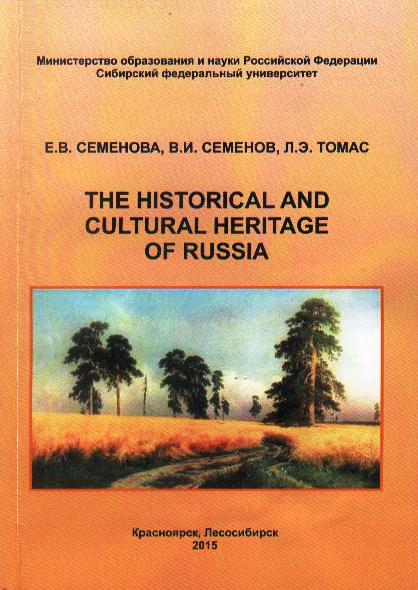 Министерство образования и науки Российской Федерации
Сибирский федеральный университет
Е.В. СЕМЕНОВА, В.И. СЕМЕНОВ, Л.Э. ТОМАС
THE HISTORICAL AND
CULTURAL HERITAGE
OF RUSSIA
Красноярск, Лесосибирск
2015